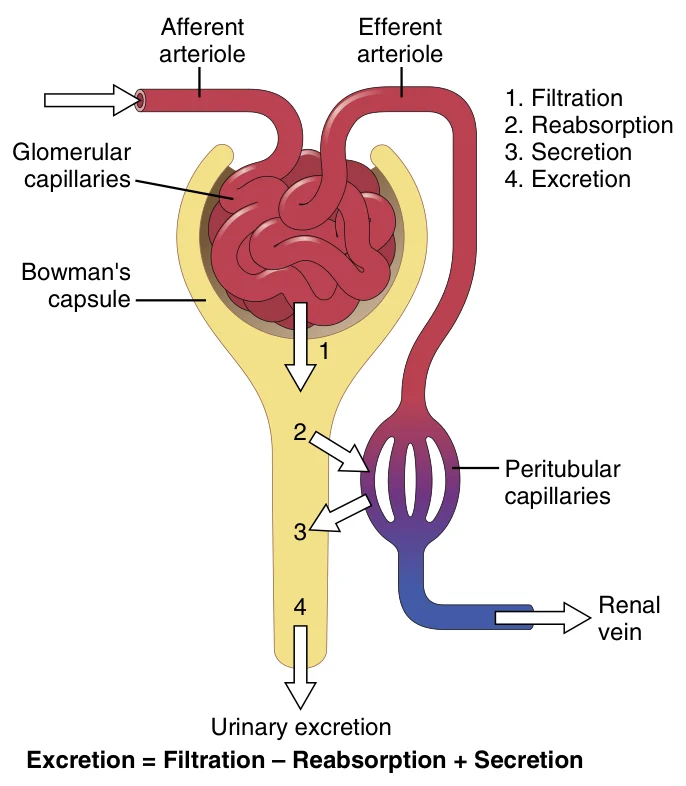 Afferent
arteriole
Efferent
arteriole
1. Filtration
2. Reabsorption
3. Secretion
4. Excretion
Glomerular
capillaries
Bowman's
capsule
1
2
Peritubular
capillaries
3
4
Renal
vein
Urinary excretion
Excretion = Filtration – Reabsorption + Secretion